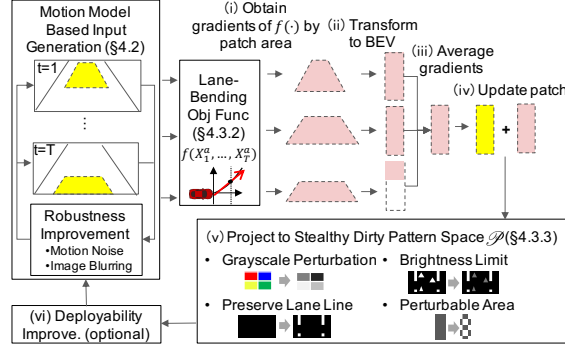 Motion Model
Based Input
Generation (§4.2)
t=1
⋮
t=T
Robustness
Improvement
•Motion Noise
•Image Blurring
(i) Obtain
gradients of f(·) by
patch area
Lane-
Bending
Obj Func
(§4.3.2)
f(X₁ᵃ, ..., X_Tᵃ)
(ii) Transform
to BEV
(iii) Average
gradients
(iv) Update patch
+
(v) Project to Stealthy Dirty Pattern Space 𝒫(§4.3.3)
• Grayscale Perturbation
• Brightness Limit
• Preserve Lane Line
• Perturbable Area
(vi) Deployability
Improve. (optional)